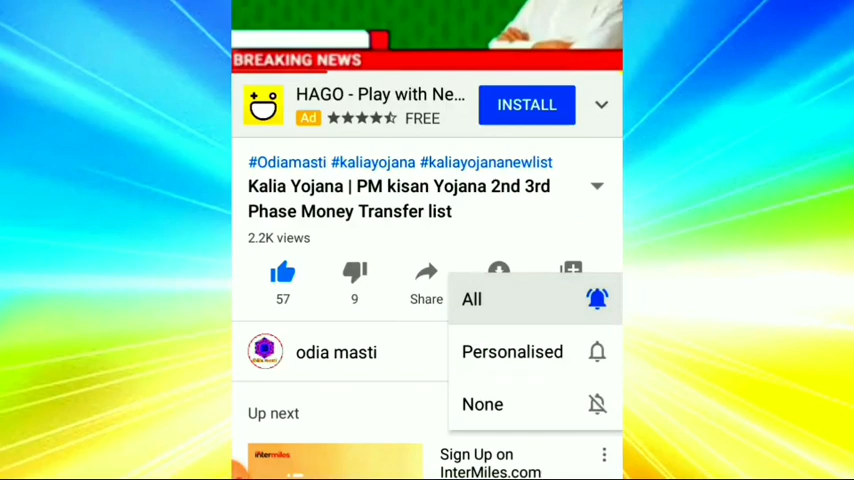 BREAKING NEWS
HAGO - Play with Ne...
Ad FREE
INSTALL
#Odiamasti #kaliayojana #kaliayojananewlist
Kalia Yojana | PM kisan Yojana 2nd 3rd
Phase Money Transfer list
2.2K views
57
9
Share
All
Personalised
None
odia masti
Up next
intermiles
Sign Up on
InterMiles.com